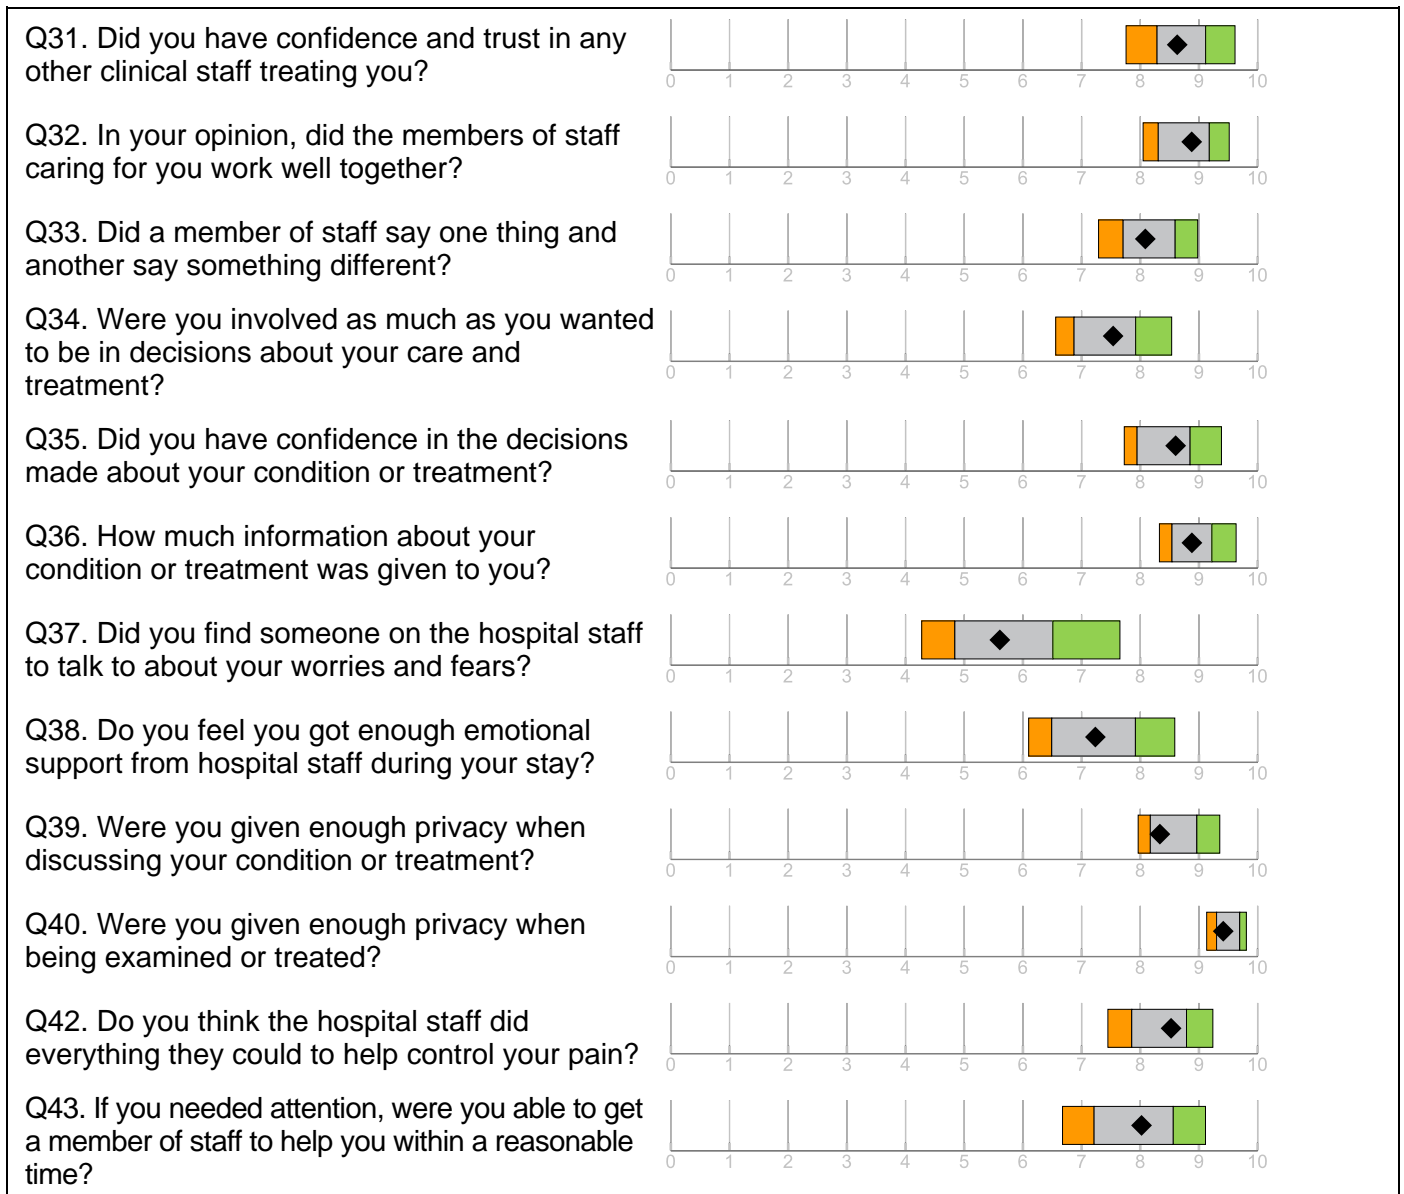 Q31. Did you have confidence and trust in any
other clinical staff treating you?
0 1 2 3 4 5 6 7 8 9 10
Q32. In your opinion, did the members of staff
caring for you work well together?
0 1 2 3 4 5 6 7 8 9 10
Q33. Did a member of staff say one thing and
another say something different?
0 1 2 3 4 5 6 7 8 9 10
Q34. Were you involved as much as you wanted
to be in decisions about your care and
treatment?
0 1 2 3 4 5 6 7 8 9 10
Q35. Did you have confidence in the decisions
made about your condition or treatment?
0 1 2 3 4 5 6 7 8 9 10
Q36. How much information about your
condition or treatment was given to you?
0 1 2 3 4 5 6 7 8 9 10
Q37. Did you find someone on the hospital staff
to talk to about your worries and fears?
0 1 2 3 4 5 6 7 8 9 10
Q38. Do you feel you got enough emotional
support from hospital staff during your stay?
0 1 2 3 4 5 6 7 8 9 10
Q39. Were you given enough privacy when
discussing your condition or treatment?
0 1 2 3 4 5 6 7 8 9 10
Q40. Were you given enough privacy when
being examined or treated?
0 1 2 3 4 5 6 7 8 9 10
Q42. Do you think the hospital staff did
everything they could to help control your pain?
0 1 2 3 4 5 6 7 8 9 10
Q43. If you needed attention, were you able to get
a member of staff to help you within a reasonable
time?
0 1 2 3 4 5 6 7 8 9 10